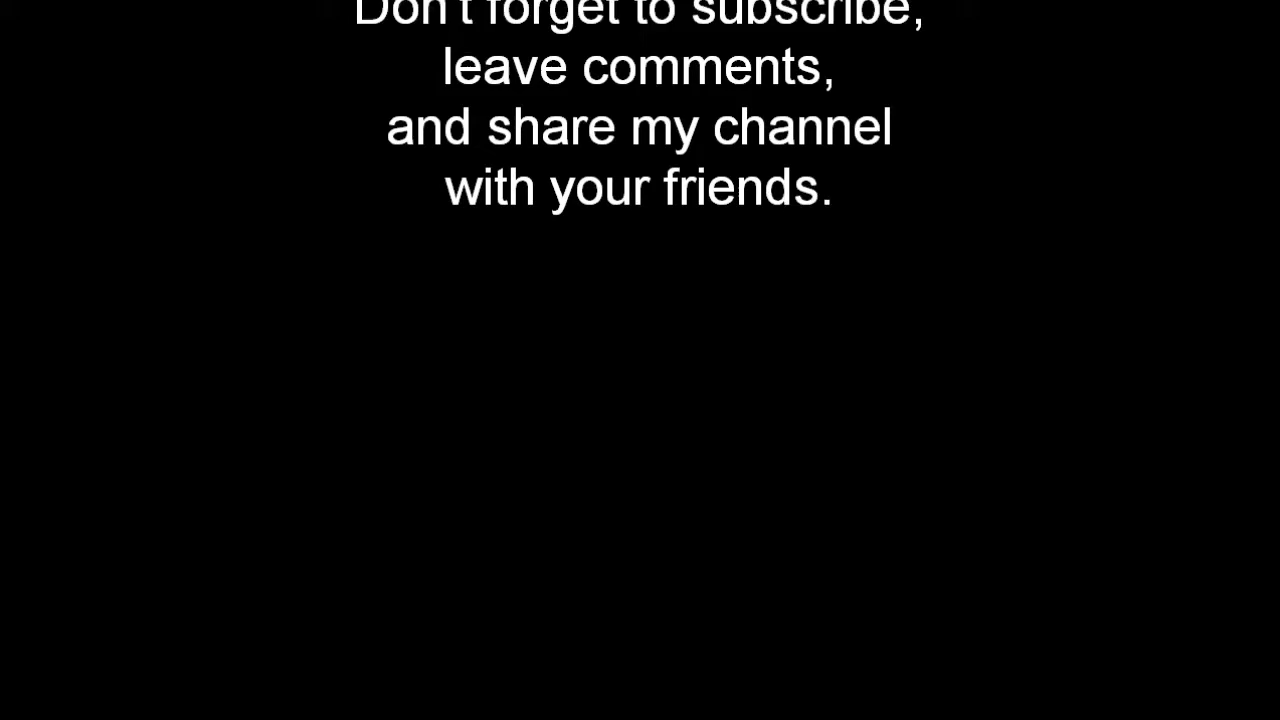 Don't forget to subscribe,
leave comments,
and share my channel
with your friends.